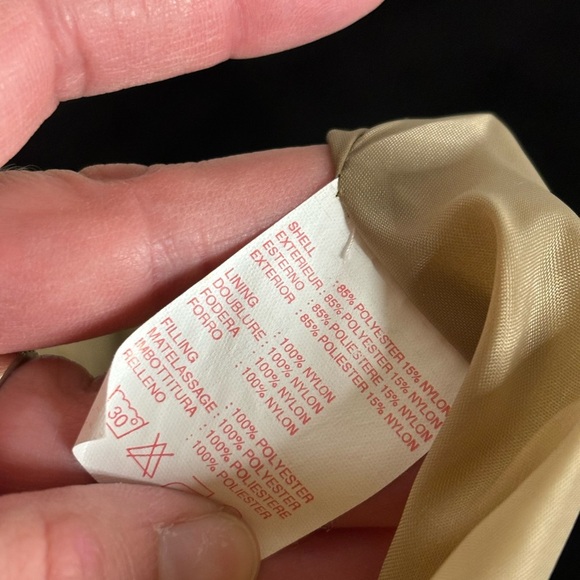 SHELL : 85% POLYESTER 15% NYLON
EXTERIEUR : 85% POLYESTER 15% NYLON
ESTERNO : 85% POLIESTERE 15% NYLON
EXTERIOR : 85% POLIESTER 15% NYLON
LINING : 100% NYLON
DOUBLURE : 100% NYLON
FODERA : 100% NYLON
FORRO : 100% NYLON
FILLING : 100% POLYESTER
MATELASSAGE : 100% POLYESTER
IMBOTTITURA : 100% POLIESTERE
RELLENO : 100% POLIESTER
30°